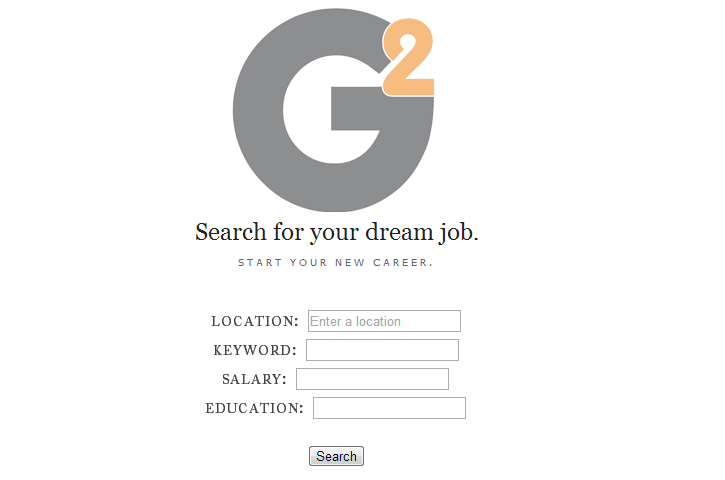 G2
Search for your dream job.
START YOUR NEW CAREER.
LOCATION: Enter a location
KEYWORD:
SALARY:
EDUCATION:
Search